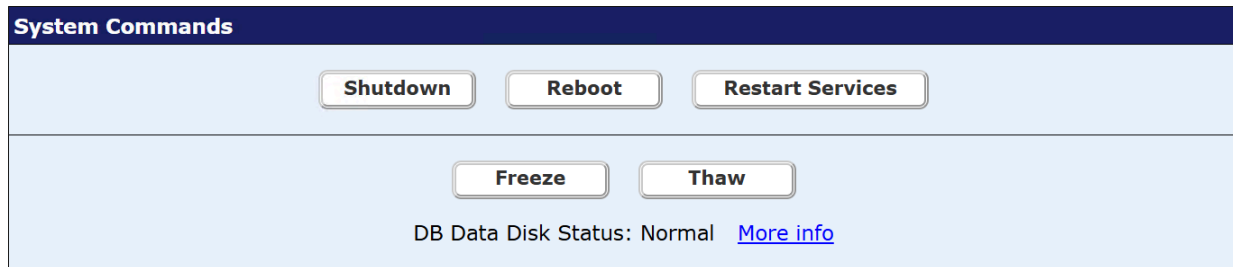 System Commands
Shutdown Reboot Restart Services
Freeze Thaw
DB Data Disk Status: Normal More info